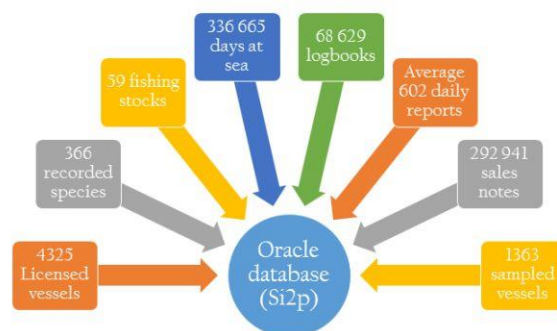 336 665
days at
sea
68 629
logbooks
59 fishing
stocks
Average
602 daily
reports
366
recorded
species
292 941
sales
notes
4325
Licensed
vessels
Oracle
database
(Si2p)
1363
sampled
vessels